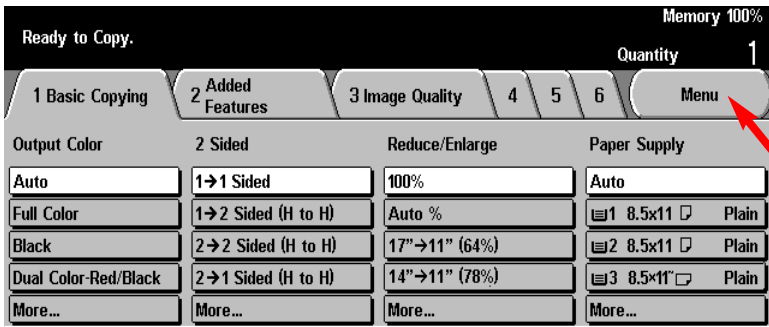 Memory 100%
Ready to Copy.
Quantity 1
1 Basic Copying
2 Added Features
3 Image Quality
4
5
6
Menu
Output Color
Auto
Full Color
Black
Dual Color-Red/Black
More...
2 Sided
1→1 Sided
1→2 Sided (H to H)
2→2 Sided (H to H)
2→1 Sided (H to H)
More...
Reduce/Enlarge
100%
Auto %
17”→11” (64%)
14”→11” (78%)
More...
Paper Supply
Auto
1 8.5x11 Plain
2 8.5x11 Plain
3 8.5×11" Plain
More...